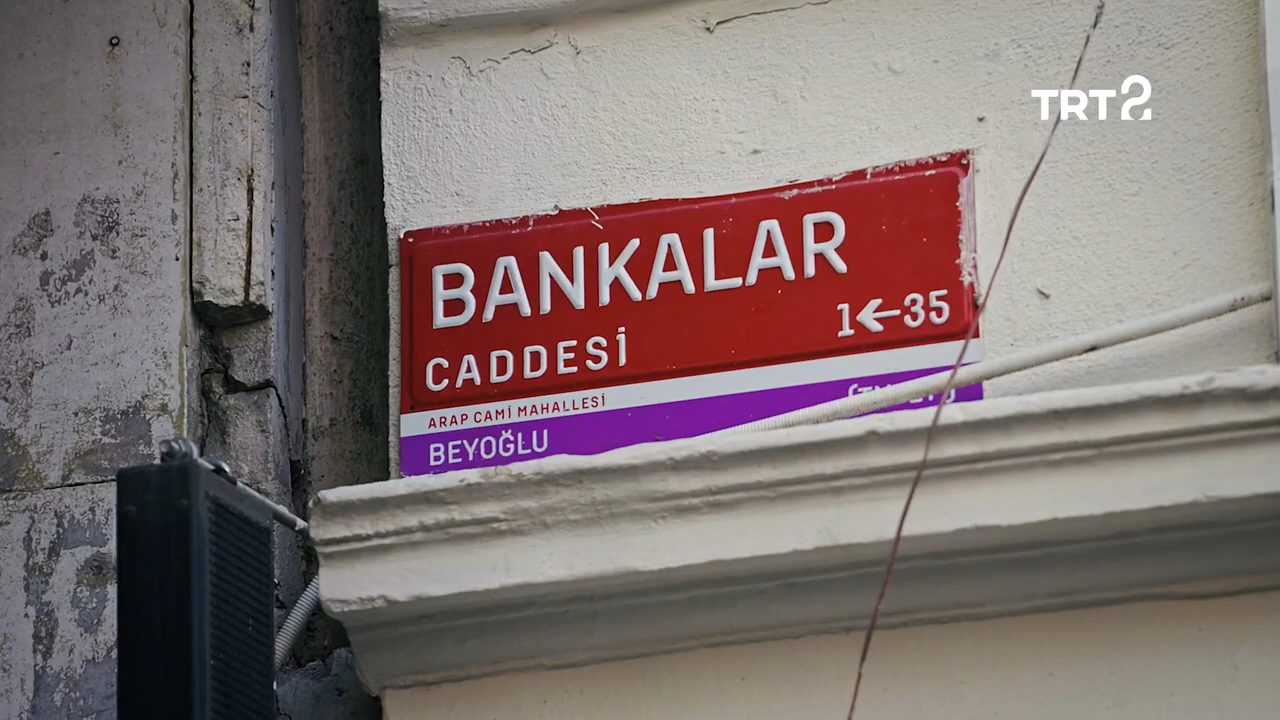 TRT2
BANKALAR
CADDESİ
1←35
ARAP CAMİ MAHALLESİ
BEYOĞLU